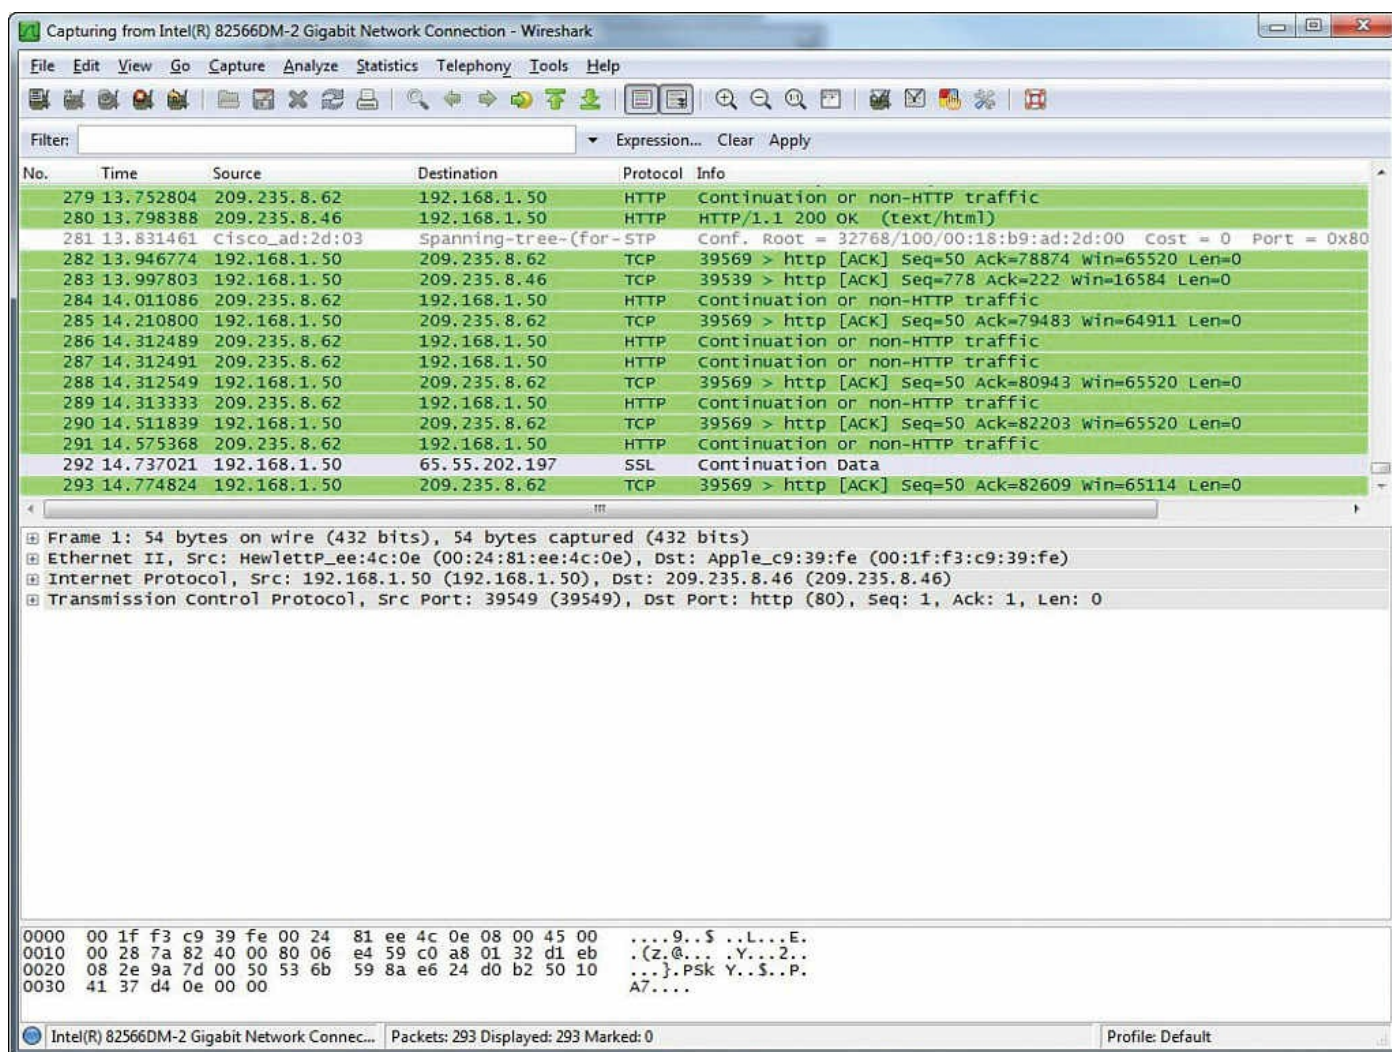 Capturing from Intel(R) 82566DM-2 Gigabit Network Connection - Wireshark
File Edit View Go Capture Analyze Statistics Telephony Tools Help
Filter: Expression... Clear Apply
No. Time Source Destination Protocol Info
279 13.752804 209.235.8.62 192.168.1.50 HTTP Continuation or non-HTTP traffic
280 13.798388 209.235.8.46 192.168.1.50 HTTP HTTP/1.1 200 OK (text/html)
281 13.831461 Cisco_ad:2d:03 Spanning-tree-(for- STP Conf. Root = 32768/100/00:18:b9:ad:2d:00 Cost = 0 Port = 0x80
282 13.946774 192.168.1.50 209.235.8.62 TCP 39569 > http [ACK] Seq=50 Ack=78874 Win=65520 Len=0
283 13.997803 192.168.1.50 209.235.8.46 TCP 39539 > http [ACK] Seq=778 Ack=222 Win=16584 Len=0
284 14.011086 209.235.8.62 192.168.1.50 HTTP Continuation or non-HTTP traffic
285 14.210800 192.168.1.50 209.235.8.62 TCP 39569 > http [ACK] Seq=50 Ack=79483 Win=64911 Len=0
286 14.312489 209.235.8.62 192.168.1.50 HTTP Continuation or non-HTTP traffic
287 14.312491 209.235.8.62 192.168.1.50 HTTP Continuation or non-HTTP traffic
288 14.312549 192.168.1.50 209.235.8.62 TCP 39569 > http [ACK] Seq=50 Ack=80943 Win=65520 Len=0
289 14.313333 209.235.8.62 192.168.1.50 HTTP Continuation or non-HTTP traffic
290 14.511839 192.168.1.50 209.235.8.62 TCP 39569 > http [ACK] Seq=50 Ack=82203 Win=65520 Len=0
291 14.575368 209.235.8.62 192.168.1.50 HTTP Continuation or non-HTTP traffic
292 14.737021 192.168.1.50 65.55.202.197 SSL Continuation Data
293 14.774824 192.168.1.50 209.235.8.62 TCP 39569 > http [ACK] Seq=50 Ack=82609 Win=65114 Len=0
Frame 1: 54 bytes on wire (432 bits), 54 bytes captured (432 bits)
Ethernet II, Src: HewlettP_ee:4c:0e (00:24:81:ee:4c:0e), Dst: Apple_c9:39:fe (00:1f:f3:c9:39:fe)
Internet Protocol, Src: 192.168.1.50 (192.168.1.50), Dst: 209.235.8.46 (209.235.8.46)
Transmission Control Protocol, Src Port: 39549 (39549), Dst Port: http (80), Seq: 1, Ack: 1, Len: 0
0000 00 1f f3 c9 39 fe 00 24 81 ee 4c 0e 08 00 45 00 ....9..$ ..L...E.
0010 00 28 7a 82 40 00 80 06 e4 59 c0 a8 01 32 d1 eb .(z.@... .Y...2..
0020 08 2e 9a 7d 00 50 53 6b 59 8a e6 24 d0 b2 50 10 ...}.PSk Y..$..P.
0030 41 37 d4 0e 00 00 A7....
Intel(R) 82566DM-2 Gigabit Network Connec... Packets: 293 Displayed: 293 Marked: 0 Profile: Default